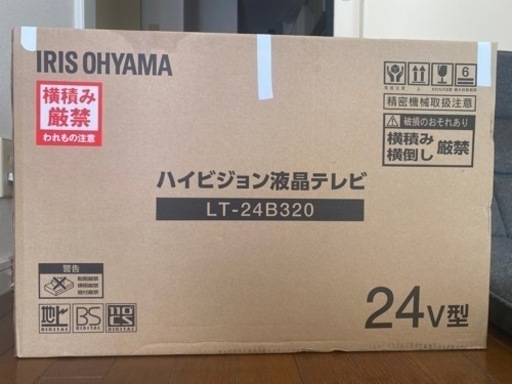 IRIS OHYAMA
横積み
厳禁
われもの注意
6
精密機械取扱注意
破損のおそれあり
横積み
横倒し
厳禁
ハイビジョン液晶テレビ
LT-24B320
警告
地上
DIGITAL
BS
DIGITAL
110
CS
DIGITAL
24V型